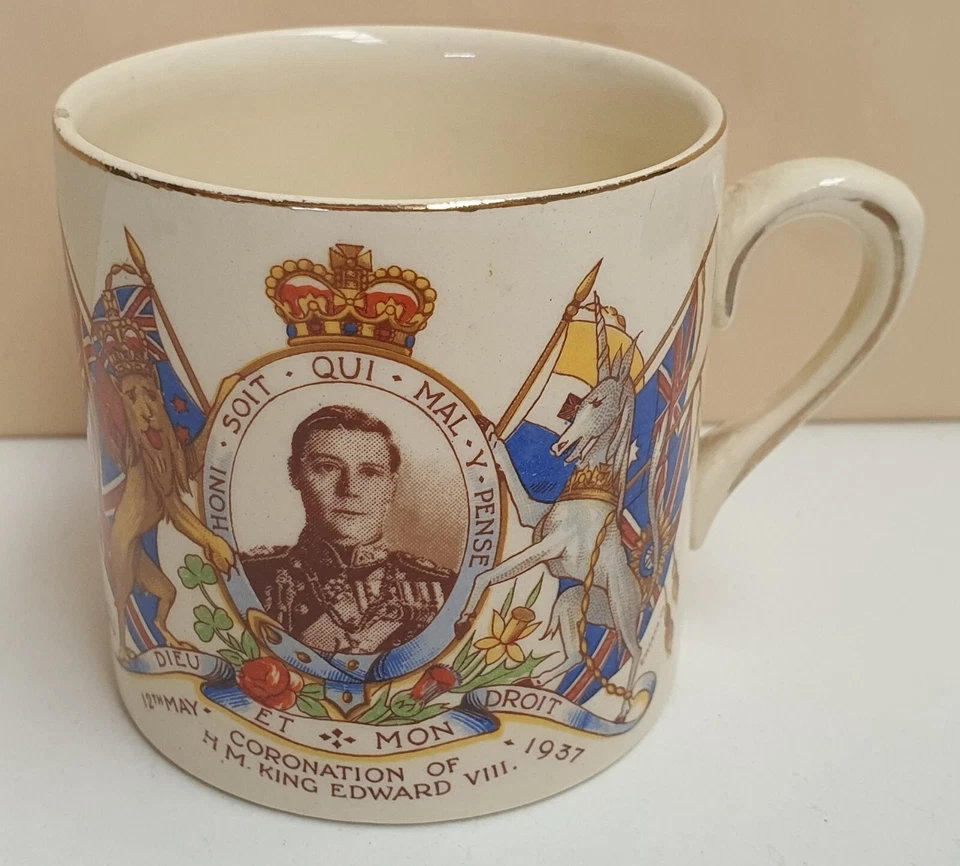 HONI · SOIT · QUI · MAL · Y · PENSE
DIEU ET MON DROIT
12TH MAY · CORONATION OF · 1937
H.M. KING EDWARD VIII.